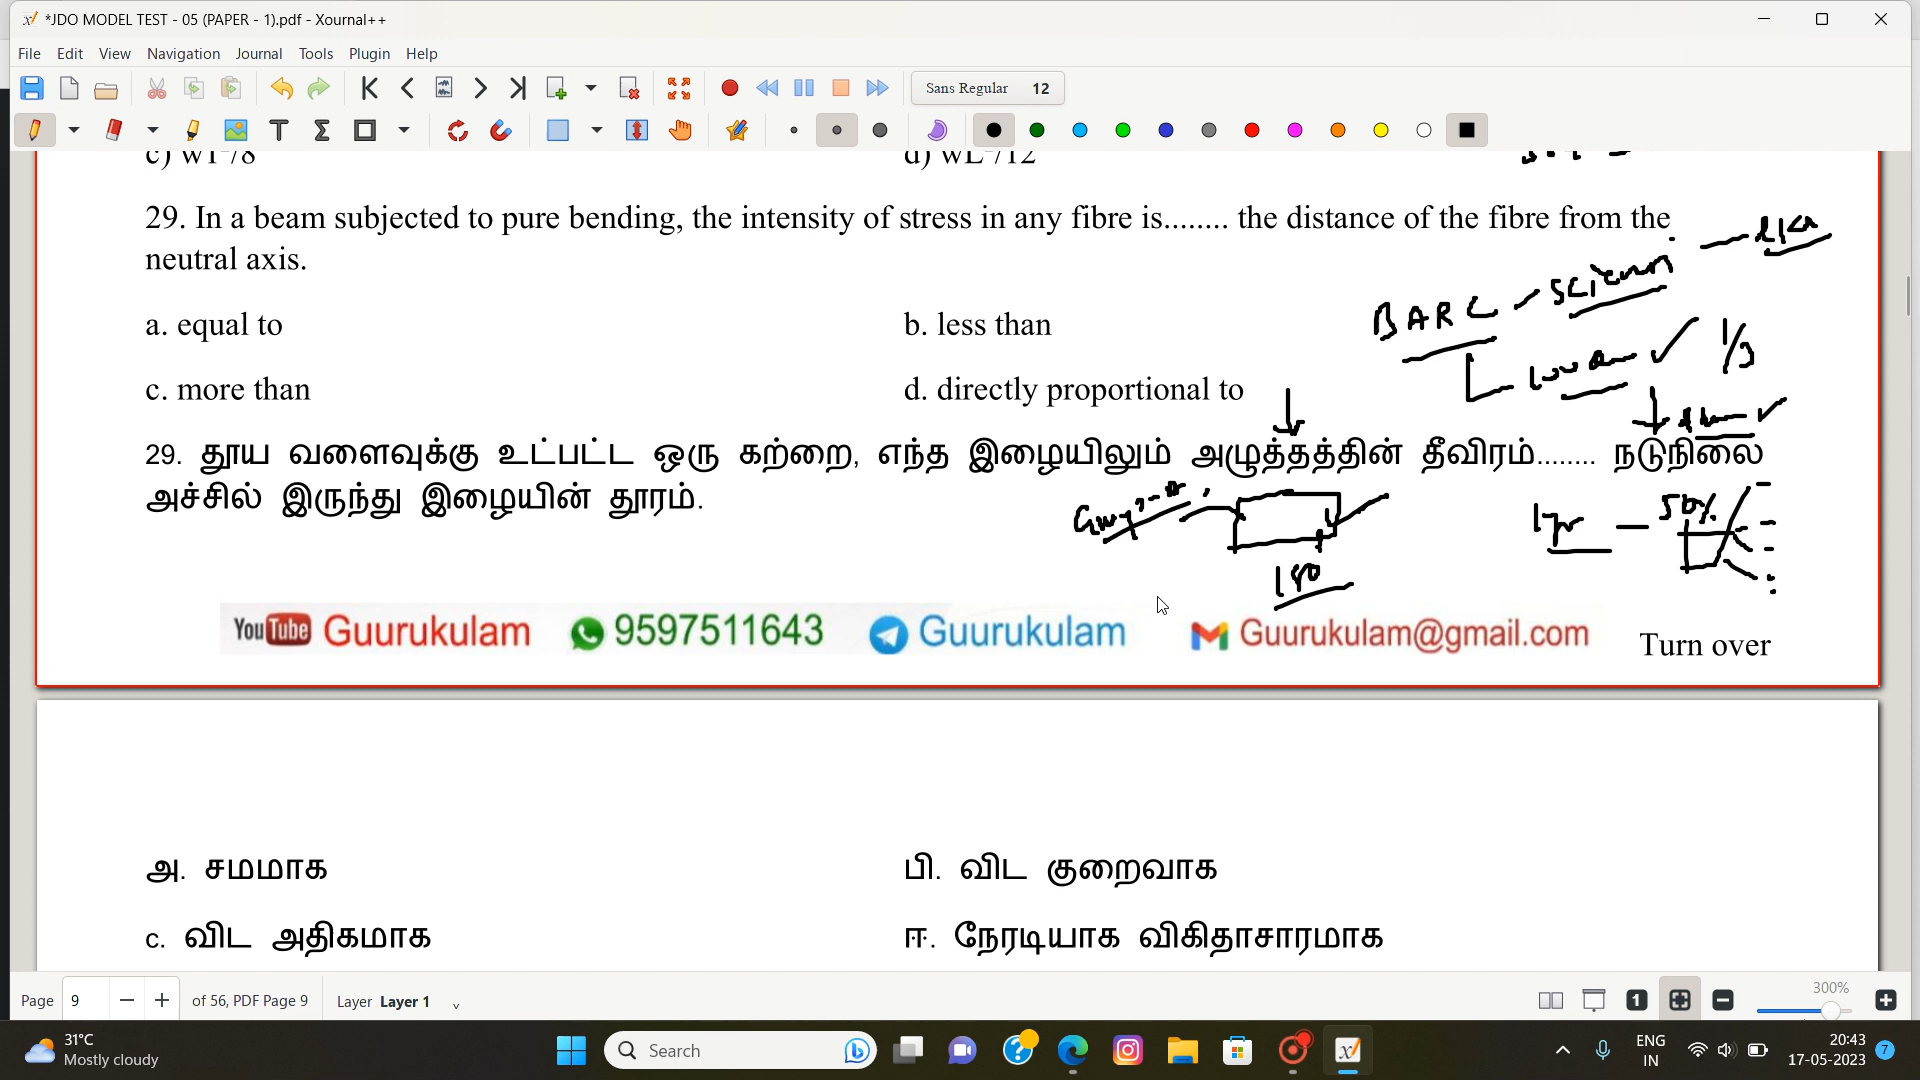 *JDO MODEL TEST - 05 (PAPER - 1).pdf - Xournal++
File Edit View Navigation Journal Tools Plugin Help
Sans Regular 12
29. In a beam subjected to pure bending, the intensity of stress in any fibre is........ the distance of the fibre from the
neutral axis.
a. equal to b. less than
c. more than d. directly proportional to
BARC
1/3
29. தூய வளைவுக்கு உட்பட்ட ஒரு கற்றை, எந்த இழையிலும் அழுத்தத்தின் தீவிரம்........ நடுநிலை
அச்சில் இருந்து இழையின் தூரம்.
1yr - 50%
YouTube Guurukulam 9597511643 Guurukulam Guurukulam@gmail.com Turn over
அ. சமமாக பி. விட குறைவாக
c. விட அதிகமாக ஈ. நேரடியாக விகிதாசாரமாக
Page 9 of 56, PDF Page 9 Layer Layer 1 300%
31°C
Mostly cloudy
Search
ENG
IN
20:43
17-05-2023
7